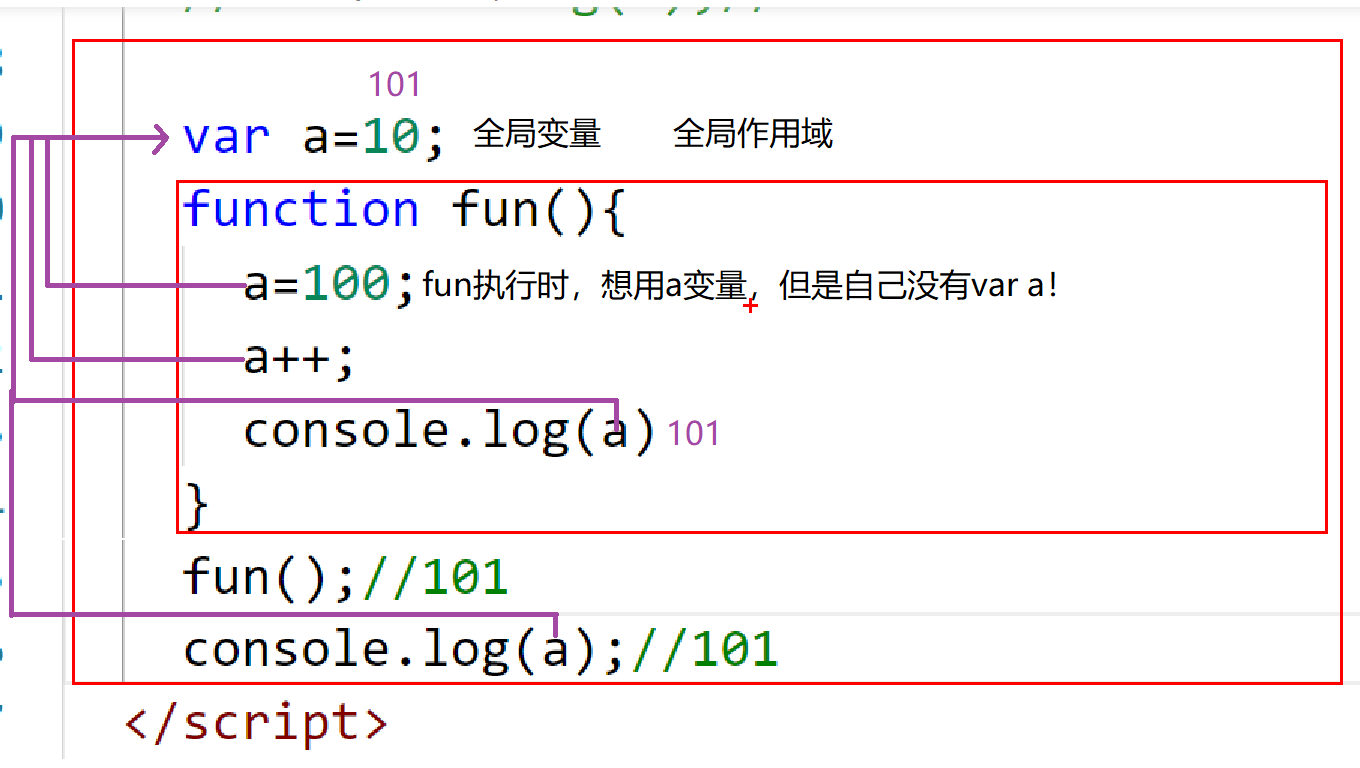 101
var a=10; 全局变量 全局作用域
function fun(){
a=100;fun执行时，想用a变量，但是自己没有var a！
a++;
console.log(a) 101
}
fun();//101
console.log(a);//101
</script>